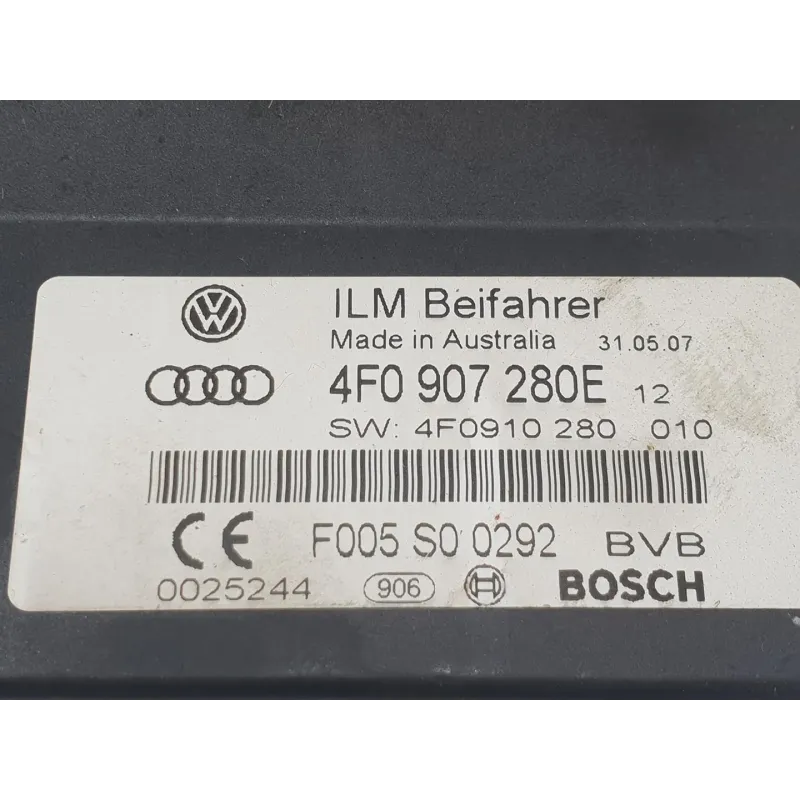 ILM Beifahrer
Made in Australia 31.05.07
4F0 907 280E 12
SW: 4F0910 280 010
CE F005 S0 0292 BVB
0025244 906 BOSCH